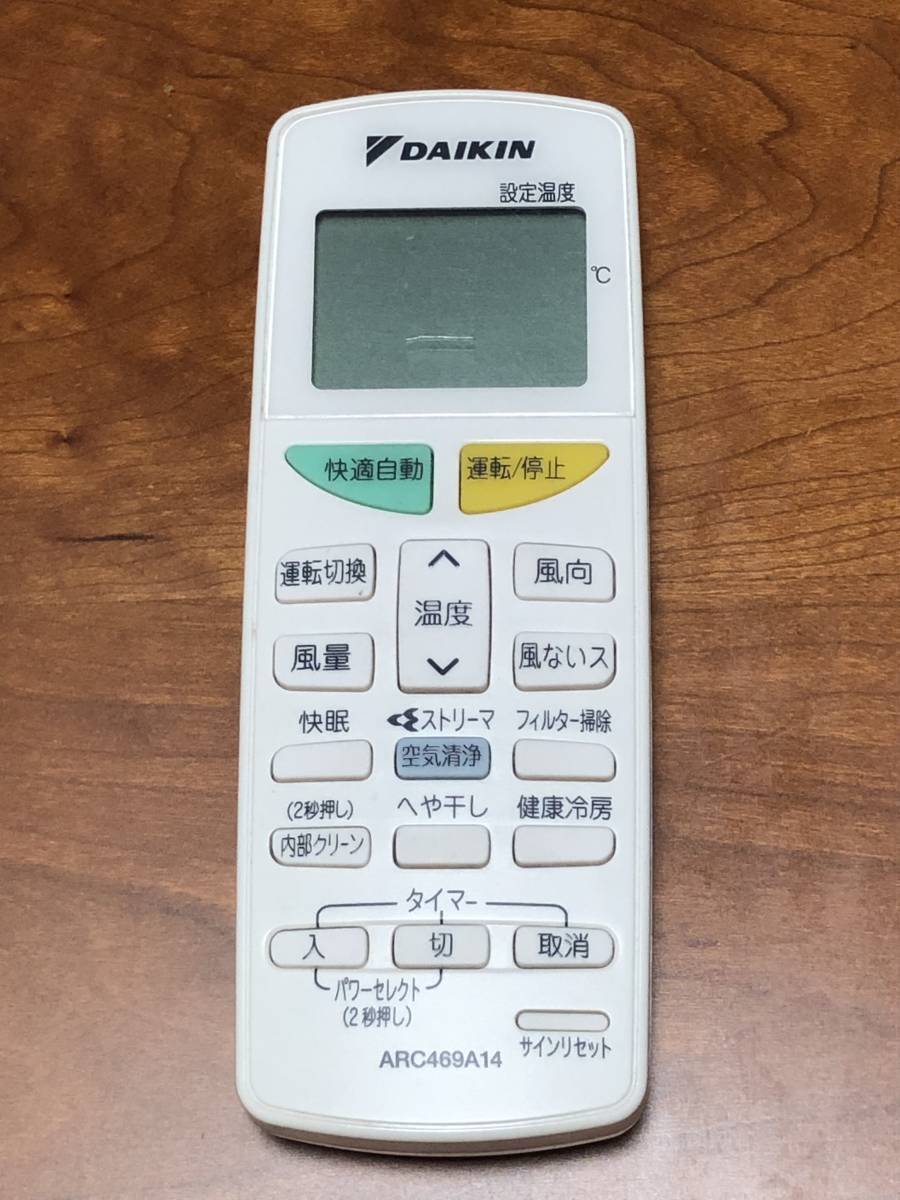 DAIKIN
設定温度
℃
快適自動
運転/停止
運転切換
温度
風向
風量
風ないス
快眠
ストリーマ
フィルター掃除
空気清浄
(2秒押し)
へや干し
健康冷房
内部クリーン
タイマー
入
切
取消
パワーセレクト
(2秒押し)
サインリセット
ARC469A14